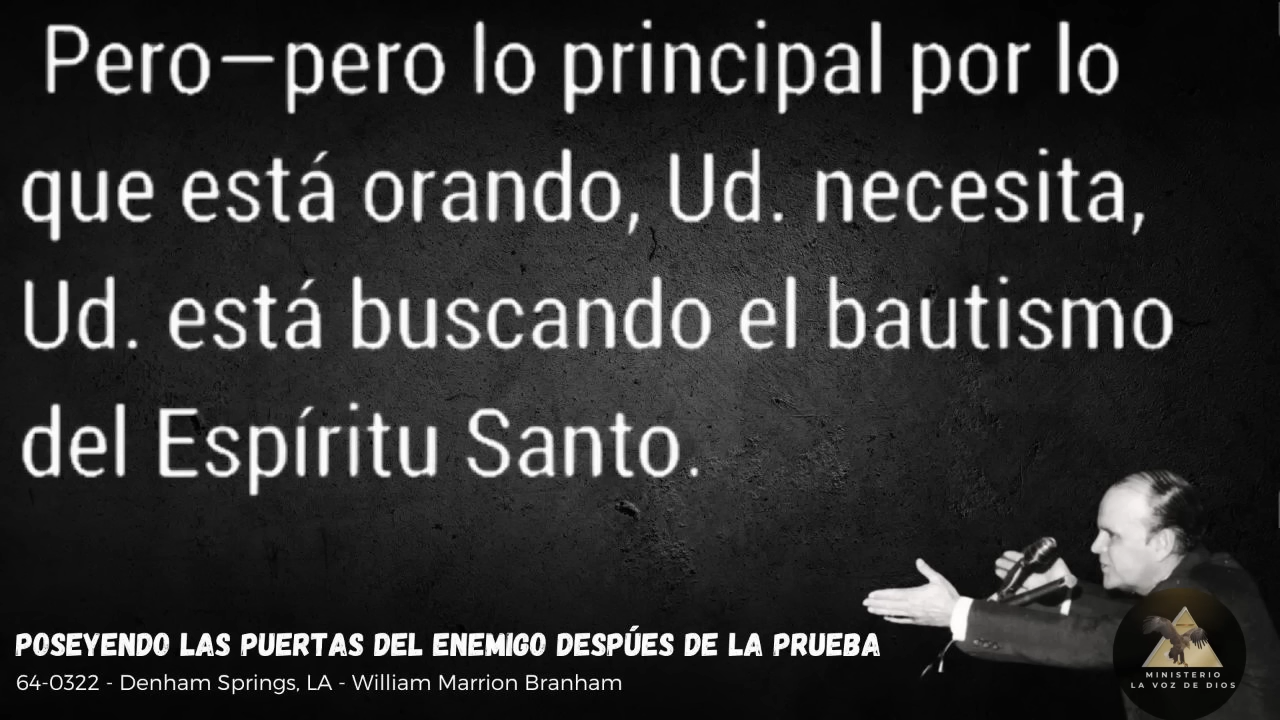 Pero—pero lo principal por lo
que está orando, Ud. necesita,
Ud. está buscando el bautismo
del Espíritu Santo.
POSEYENDO LAS PUERTAS DEL ENEMIGO DESPÚES DE LA PRUEBA
64-0322 - Denham Springs, LA - William Marrion Branham
MINISTERIO
LA VOZ DE DIOS